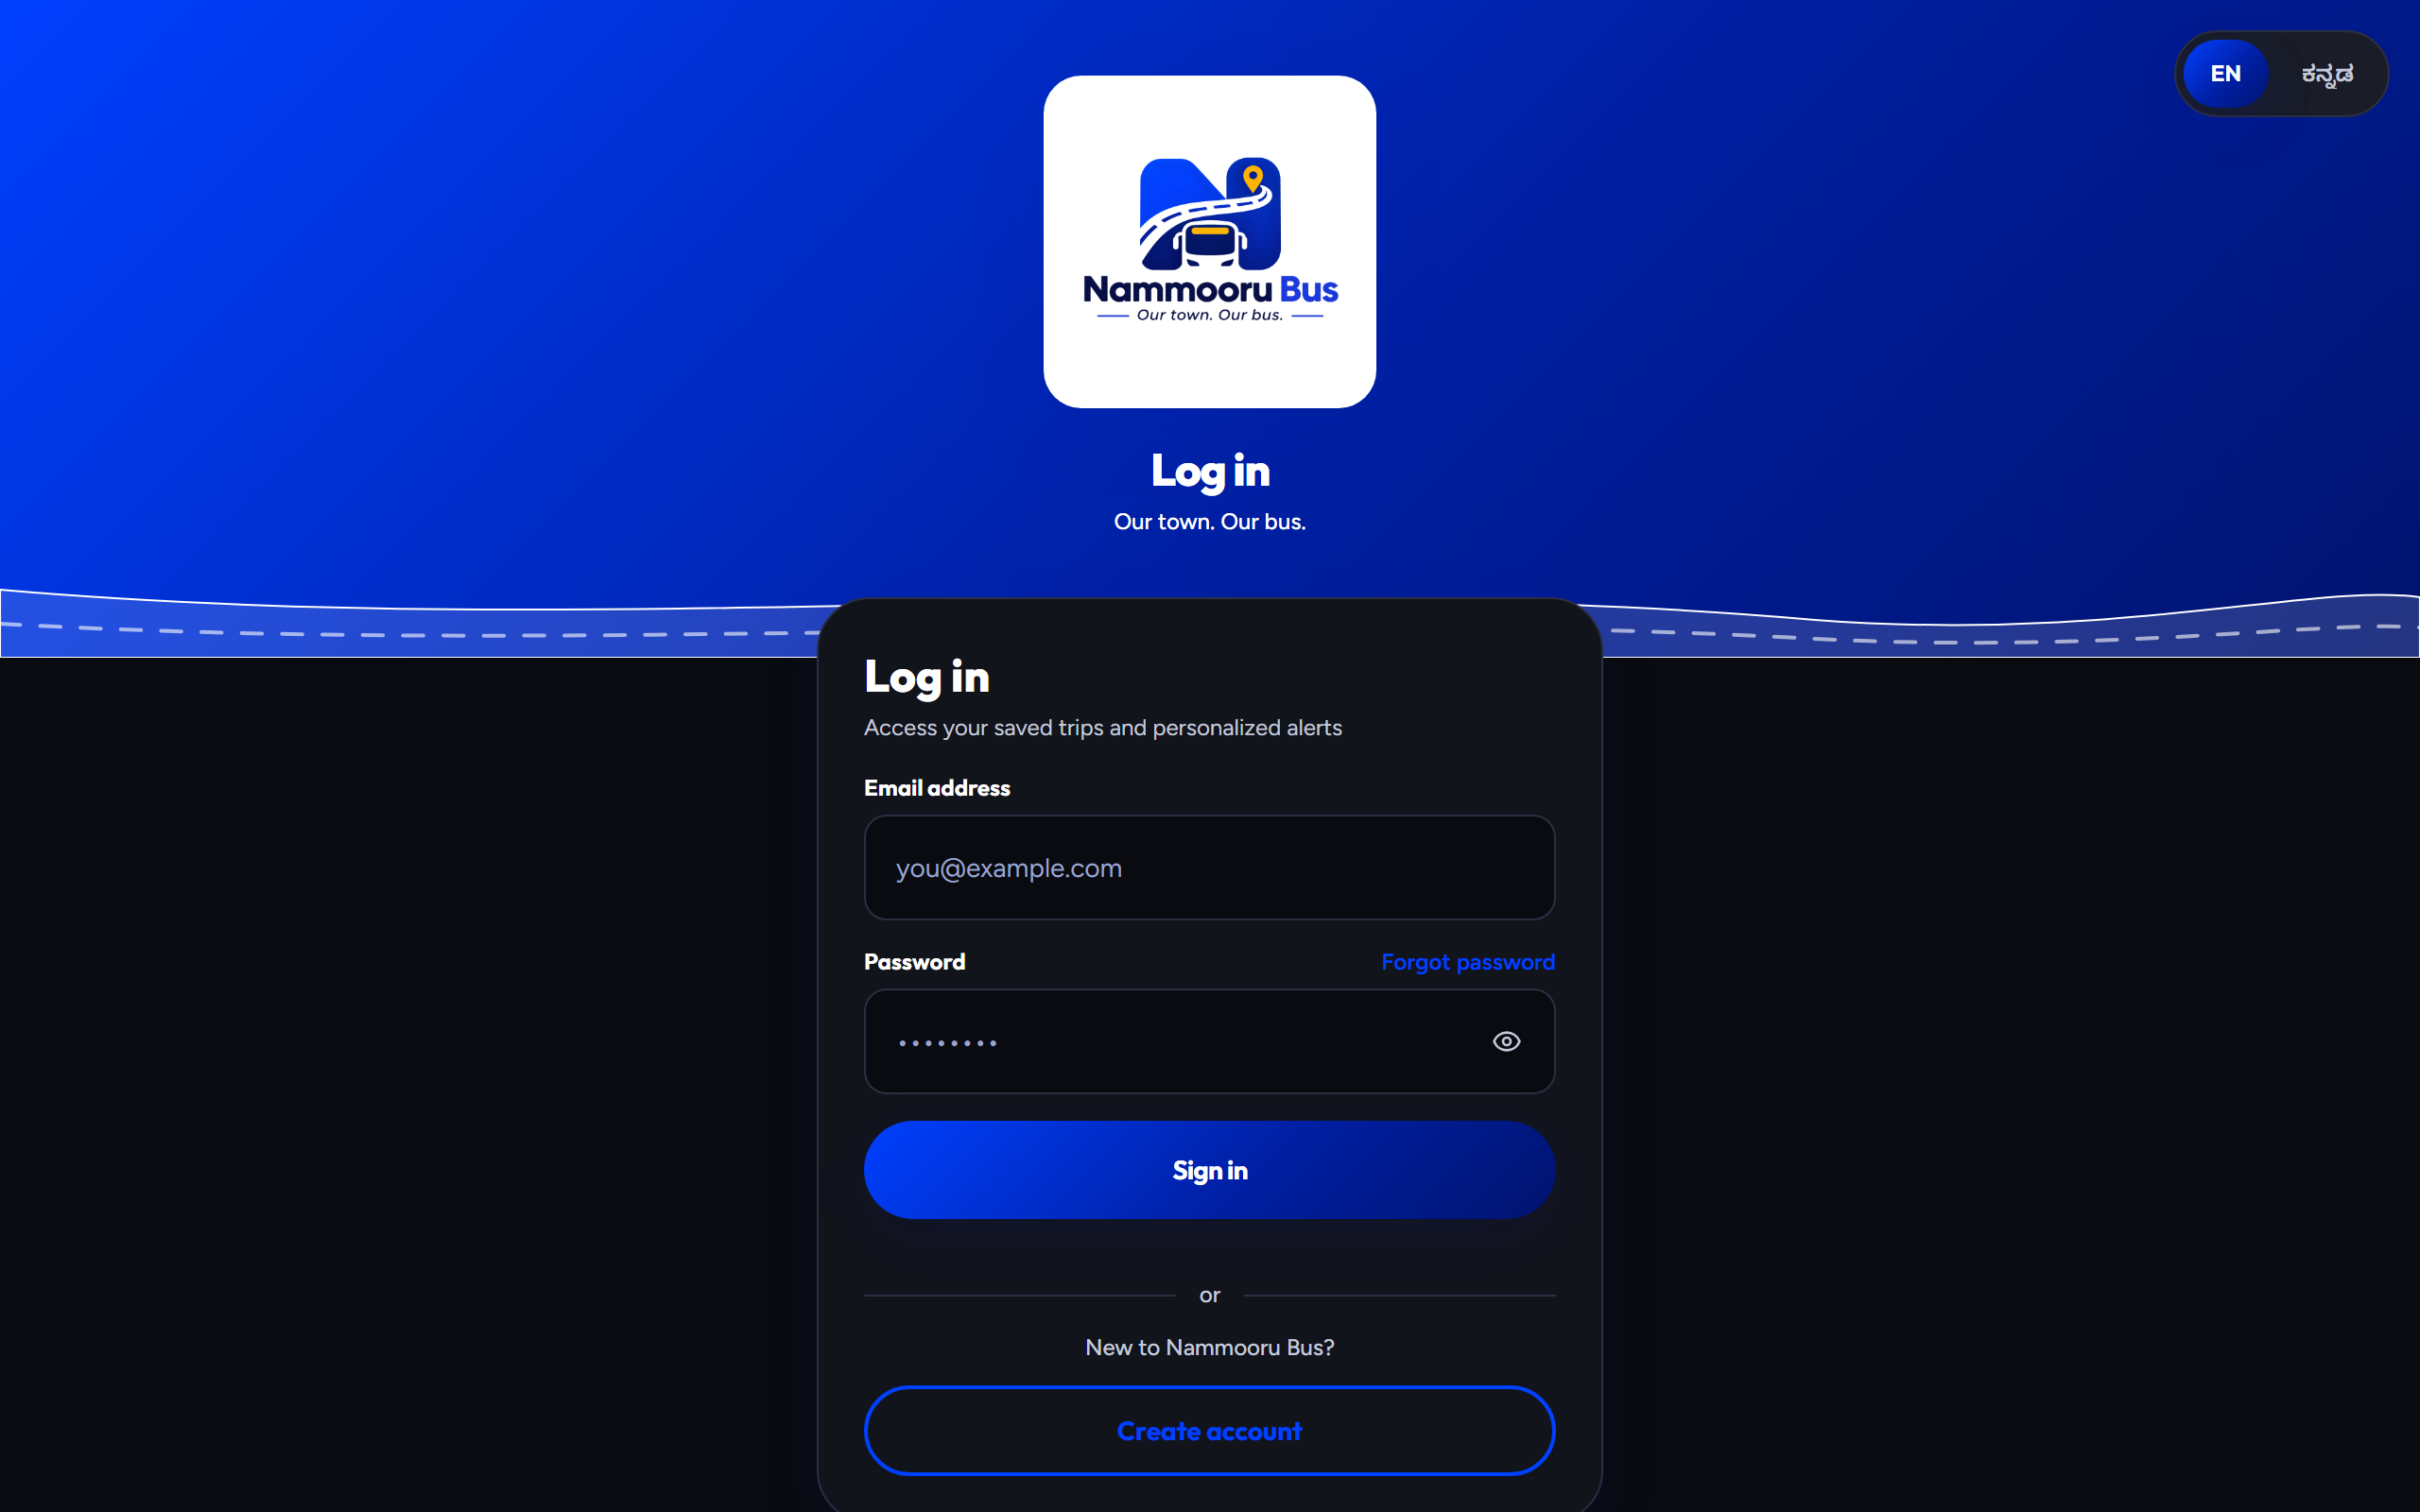 EN
ಕನ್ನಡ
Nammooru Bus
Our town. Our bus.
Log in
Our town. Our bus.
Log in
Access your saved trips and personalized alerts
Email address
you@example.com
Password
Forgot password
••••••••
Sign in
or
New to Nammooru Bus?
Create account